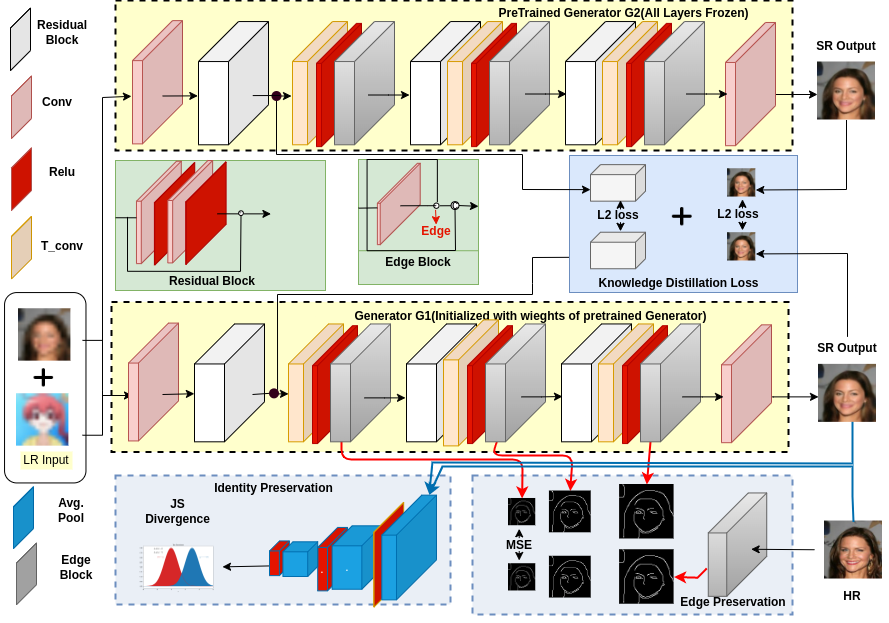 PreTrained Generator G2(All Layers Frozen)
Residual
Block
Conv
Relu
T_conv
SR Output
L2 loss
L2 loss
Knowledge Distillation Loss
Residual Block
Edge
Edge Block
Generator G1(Initialized with wieghts of pretrained Generator)
SR Output
LR Input
Avg.
Pool
Edge
Block
Identity Preservation
JS
Divergence
MSE
Edge Preservation
HR